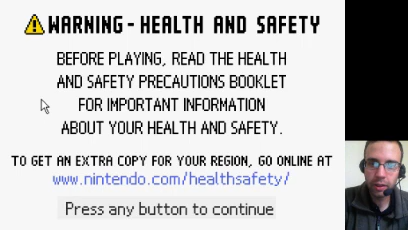 WARNING - HEALTH AND SAFETY
BEFORE PLAYING, READ THE HEALTH
AND SAFETY PRECAUTIONS BOOKLET
FOR IMPORTANT INFORMATION
ABOUT YOUR HEALTH AND SAFETY.
TO GET AN EXTRA COPY FOR YOUR REGION, GO ONLINE AT
www.nintendo.com/healthsafety/
Press any button to continue